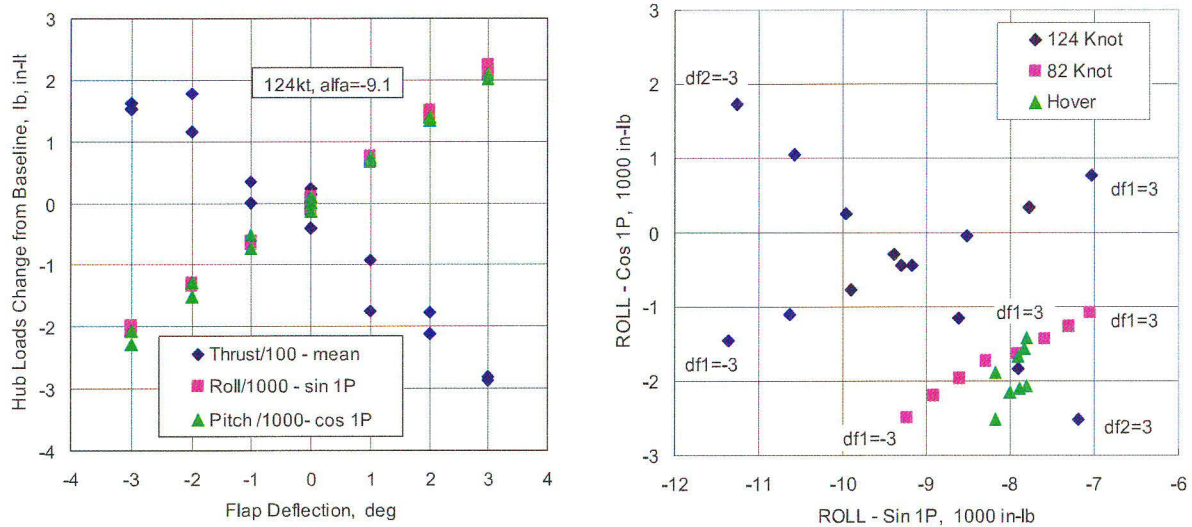 Hub Loads Change from Baseline, lb, in-lt
3
2
1
0
-1
-2
-3
-4
124kt, alfa=-9.1
Thrust/100 - mean
Roll/1000 - sin 1P
Pitch /1000- cos 1P
-4 -3 -2 -1 0 1 2 3 4
Flap Deflection, deg
ROLL - Cos 1P, 1000 in-lb
3
2
1
0
-1
-2
-3
124 Knot
82 Knot
Hover
df2=-3
df1=3
df1=3
df1=3
df1=-3
df1=-3
df2=3
-12 -11 -10 -9 -8 -7 -6
ROLL - Sin 1P, 1000 in-lb